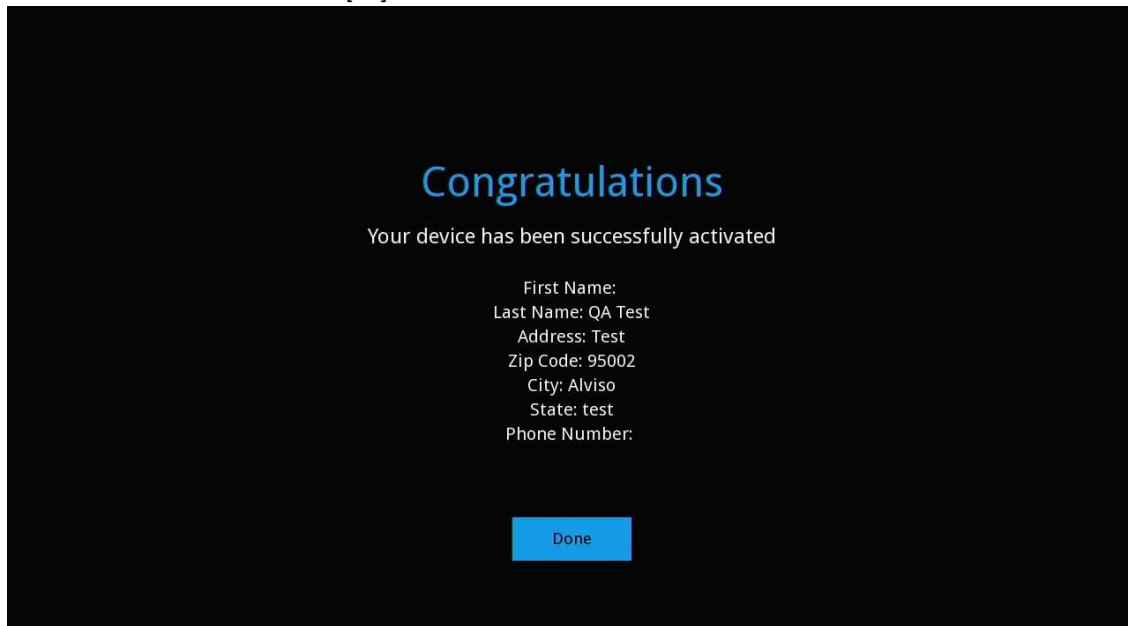 Congratulations
Your device has been successfully activated
First Name:
Last Name: QA Test
Address: Test
Zip Code: 95002
City: Alviso
State: test
Phone Number:
Done